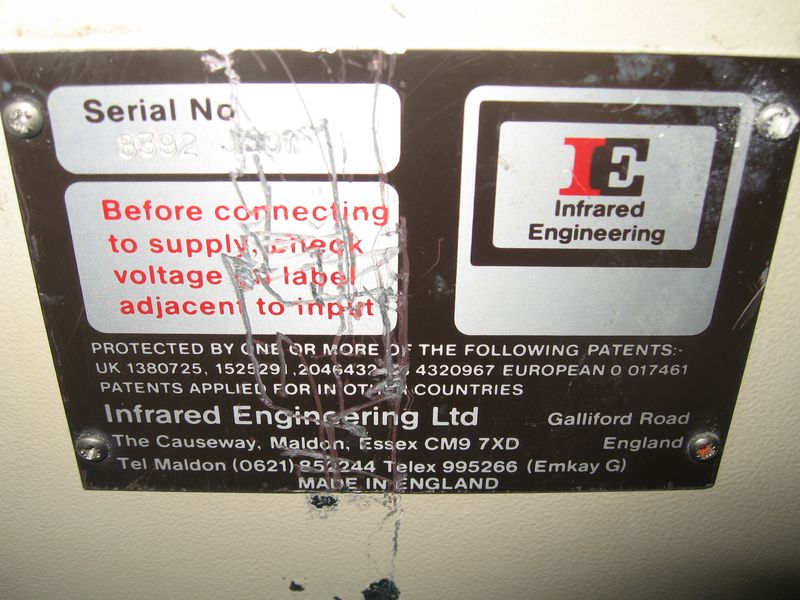 Serial No
8392
Before connecting
to supply, check
voltage on label
adjacent to input
IE
Infrared
Engineering
PROTECTED BY ONE OR MORE OF THE FOLLOWING PATENTS:-
UK 1380725, 1525291, 2046432, 4320967 EUROPEAN 0 017461
PATENTS APPLIED FOR IN OTHER COUNTRIES
Infrared Engineering Ltd Galliford Road
The Causeway, Maldon, Essex CM9 7XD England
Tel Maldon (0621) 852244 Telex 995266 (Emkay G)
MADE IN ENGLAND